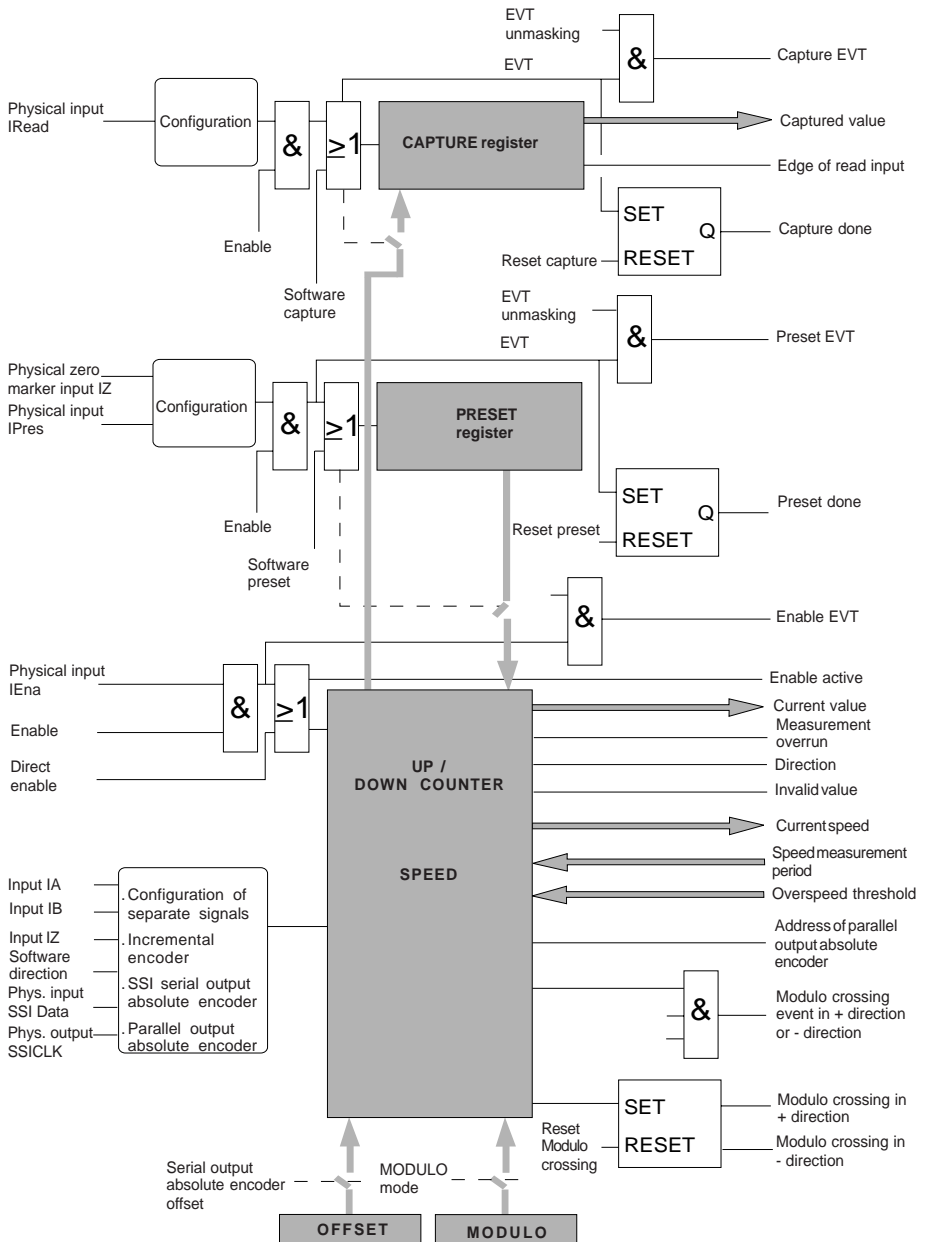 EVT
unmasking
&
Capture EVT
EVT
Physical input
IRead
Configuration
&
≥1
CAPTURE register
Captured value
Edge of read input
Enable
Software
capture
SET
Q
RESET
Reset capture
Capture done
EVT
unmasking
&
Preset EVT
EVT
Physical zero
marker input IZ
Physical input
IPres
Configuration
&
≥1
PRESET
register
Enable
Software
preset
SET
Q
RESET
Reset preset
Preset done
&
Enable EVT
Physical input
IEna
Enable
Direct
enable
&
≥1
Enable active
Current value
Measurement
overrun
Direction
Invalid value
UP /
DOWN COUNTER
SPEED
Current speed
Speed measurement
period
Overspeed threshold
Address of parallel
output absolute
encoder
Input IA
Input IB
Input IZ
Software
direction
Phys. input
SSI Data
Phys. output
SSICLK
.Configuration of
separate signals
.Incremental
encoder
.SSI serial output
absolute encoder
.Parallel output
absolute encoder
&
Modulo crossing
event in + direction
or - direction
SET
RESET
Reset
Modulo
crossing
Modulo crossing in
+ direction
Modulo crossing in
- direction
Serial output
absolute encoder
offset
MODULO
mode
OFFSET
MODULO